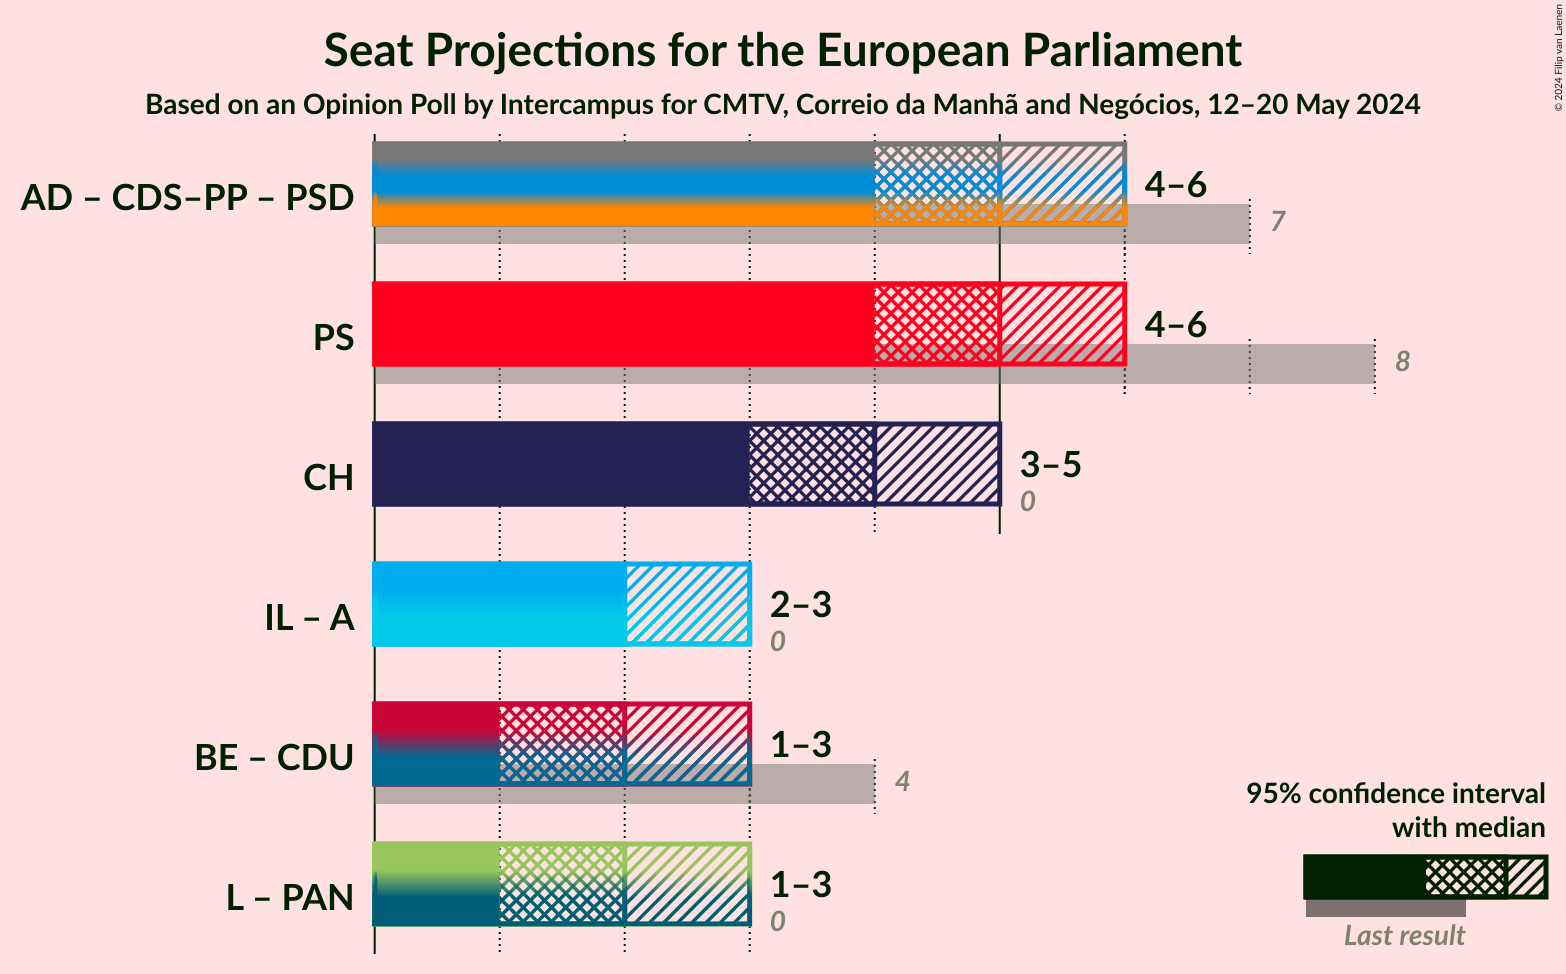 Seat Projections for the European Parliament
Based on an Opinion Poll by Intercampus for CMTV, Correio da Manhã and Negócios, 12–20 May 2024
© 2024 Filip van Laenen
AD – CDS–PP – PSD
4–6
7
PS
4–6
8
CH
3–5
0
IL – A
2–3
0
BE – CDU
1–3
4
L – PAN
1–3
0
95% confidence interval
with median
Last result